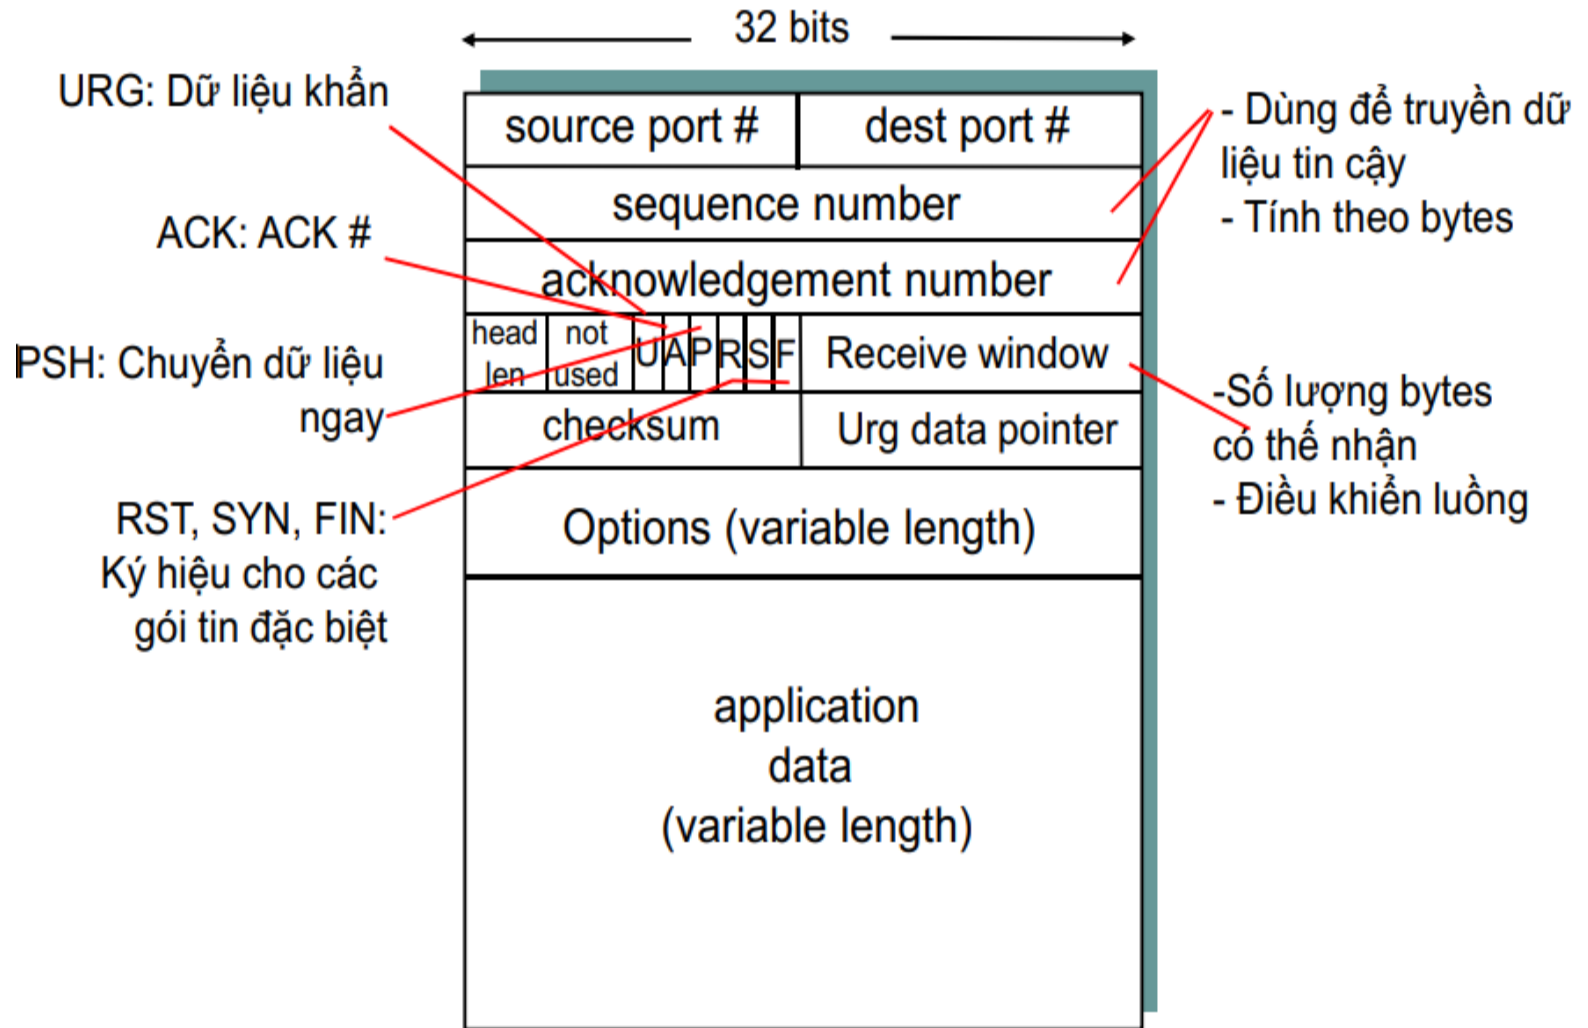 32 bits
URG: Dữ liệu khẩn
source port #
dest port #
- Dùng để truyền dữ
liệu tin cậy
- Tính theo bytes
sequence number
ACK: ACK #
acknowledgement number
head
len
not
used
U
A
P
R
S
F
Receive window
PSH: Chuyển dữ liệu
ngay
-Số lượng bytes
có thể nhận
- Điều khiển luồng
checksum
Urg data pointer
RST, SYN, FIN:
Ký hiệu cho các
gói tin đặc biệt
Options (variable length)
application
data
(variable length)